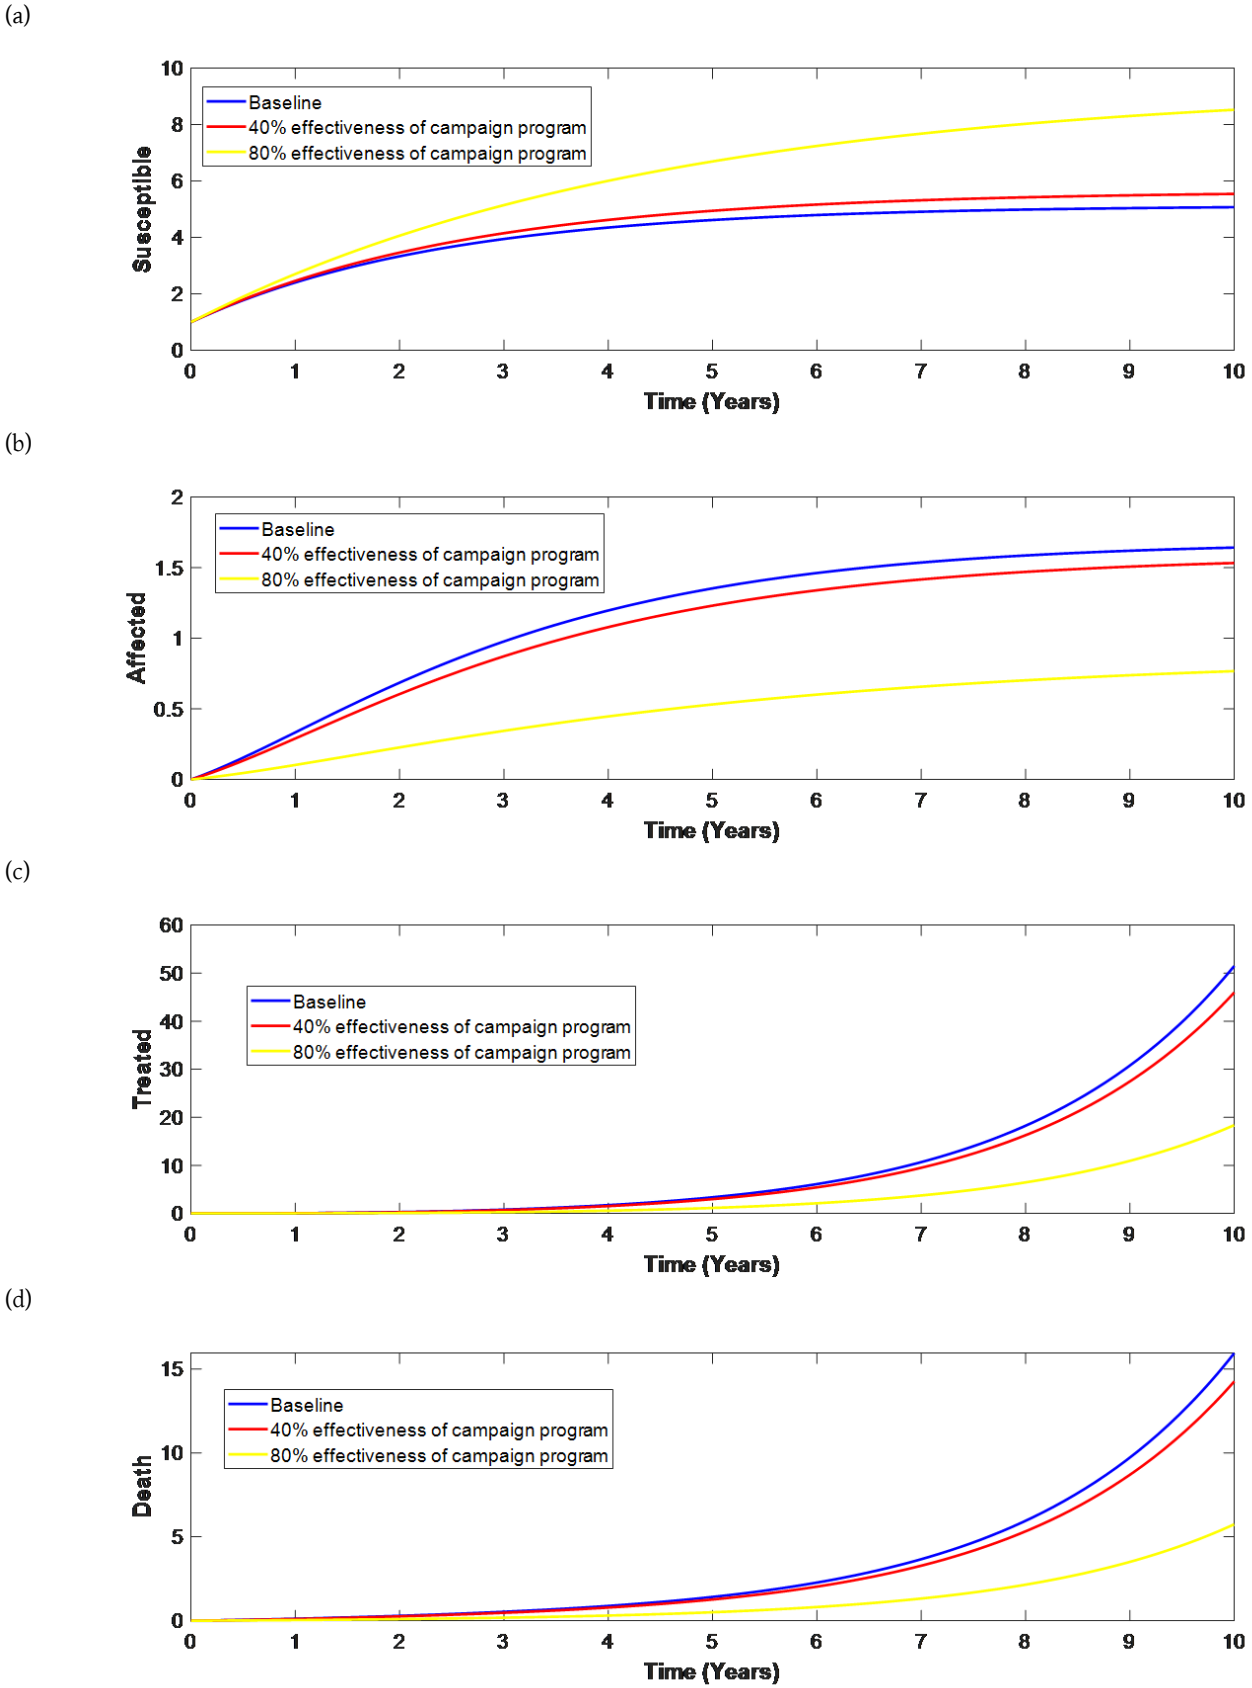 (a)
10
8
6
4
2
0
Susceptible
Baseline
40% effectiveness of campaign program
80% effectiveness of campaign program
0 1 2 3 4 5 6 7 8 9 10
Time (Years)
(b)
2
1.5
1
0.5
0
Affected
Baseline
40% effectiveness of campaign program
80% effectiveness of campaign program
0 1 2 3 4 5 6 7 8 9 10
Time (Years)
(c)
60
50
40
30
20
10
0
Treated
Baseline
40% effectiveness of campaign program
80% effectiveness of campaign program
0 1 2 3 4 5 6 7 8 9 10
Time (Years)
(d)
15
10
5
0
Death
Baseline
40% effectiveness of campaign program
80% effectiveness of campaign program
0 1 2 3 4 5 6 7 8 9 10
Time (Years)